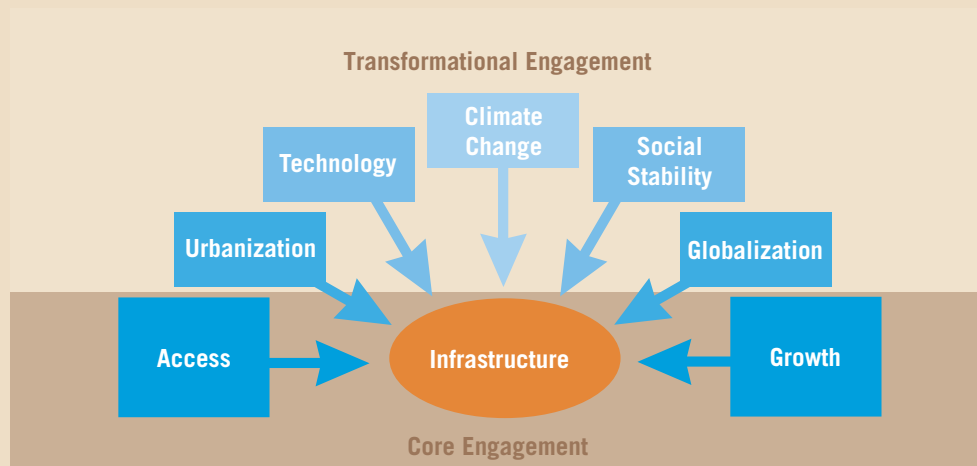 Transformational Engagement
Climate
Change
Technology
Social
Stability
Urbanization
Globalization
Access
Infrastructure
Growth
Core Engagement